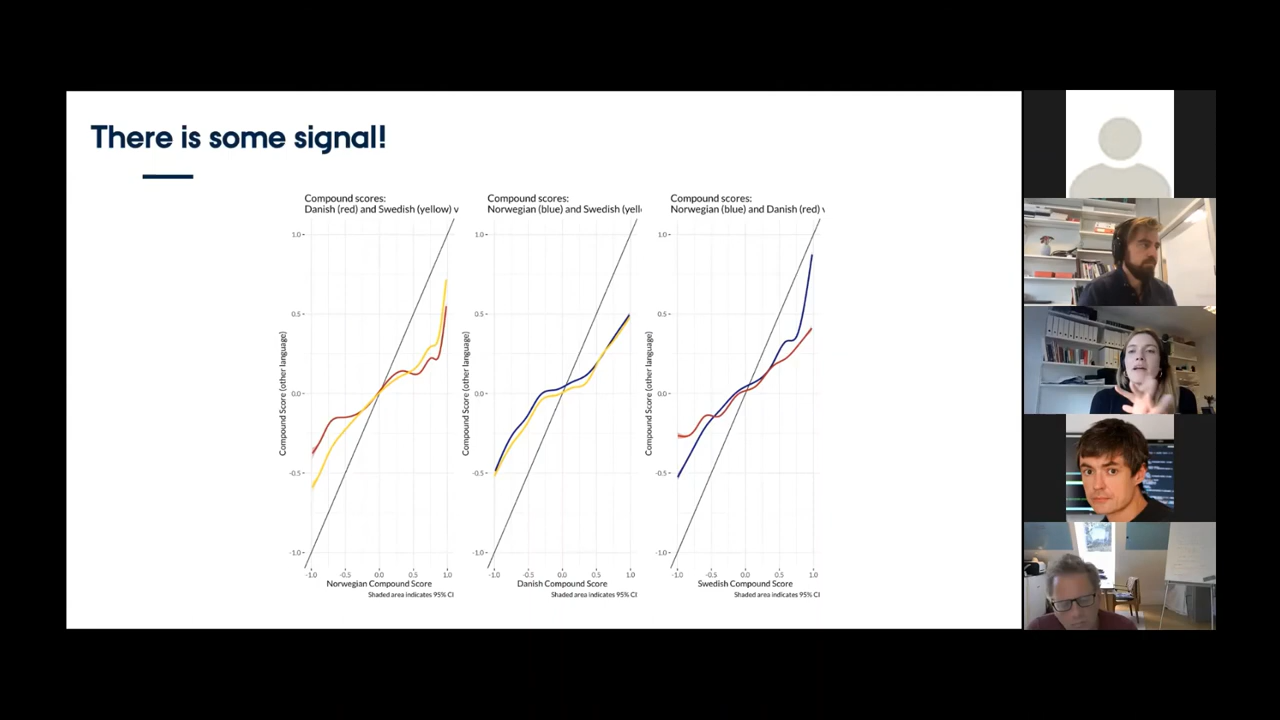 There is some signal!
Compound scores:
Danish (red) and Swedish (yellow) v
Compound scores:
Norwegian (blue) and Swedish (yell
Compound scores:
Norwegian (blue) and Danish (red) v
Compound Score (other language)
1.0
0.5
0.0
-0.5
-1.0
-1.0 -0.5 0.0 0.5 1.0
Norwegian Compound Score
Shaded area indicates 95% CI
Compound Score (other language)
1.0
0.5
0.0
-0.5
-1.0
-1.0 -0.5 0.0 0.5 1.0
Danish Compound Score
Shaded area indicates 95% CI
Compound Score (other language)
1.0
0.5
0.0
-0.5
-1.0
-1.0 -0.5 0.0 0.5 1.0
Swedish Compound Score
Shaded area indicates 95% CI